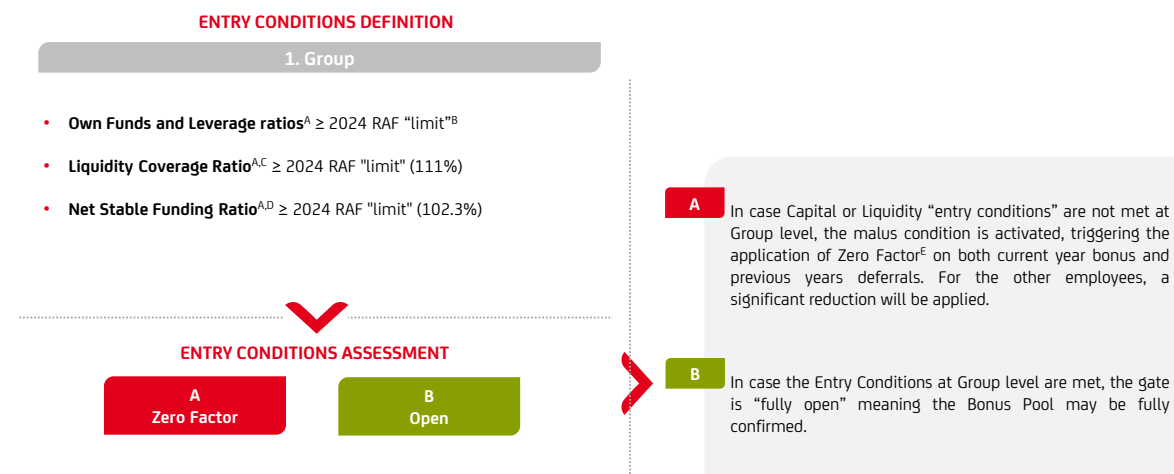 ENTRY CONDITIONS DEFINITION
1. Group
• Own Funds and Leverage ratiosA ≥ 2024 RAF “limit”B
• Liquidity Coverage RatioA,C ≥ 2024 RAF "limit" (111%)
• Net Stable Funding RatioA,D ≥ 2024 RAF "limit" (102.3%)
ENTRY CONDITIONS ASSESSMENT
A
Zero Factor
B
Open
A
In case Capital or Liquidity “entry conditions” are not met at
Group level, the malus condition is activated, triggering the
application of Zero FactorE on both current year bonus and
previous years deferrals. For the other employees, a
significant reduction will be applied.
B
In case the Entry Conditions at Group level are met, the gate
is “fully open” meaning the Bonus Pool may be fully
confirmed.